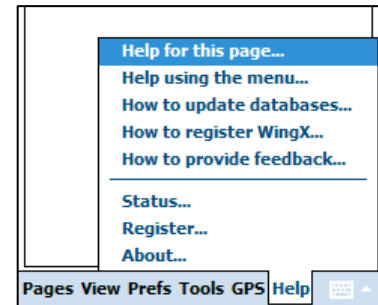 Help for this page...
Help using the menu...
How to update databases...
How to register WingX...
How to provide feedback...
Status...
Register...
About...
Pages View Prefs Tools GPS Help